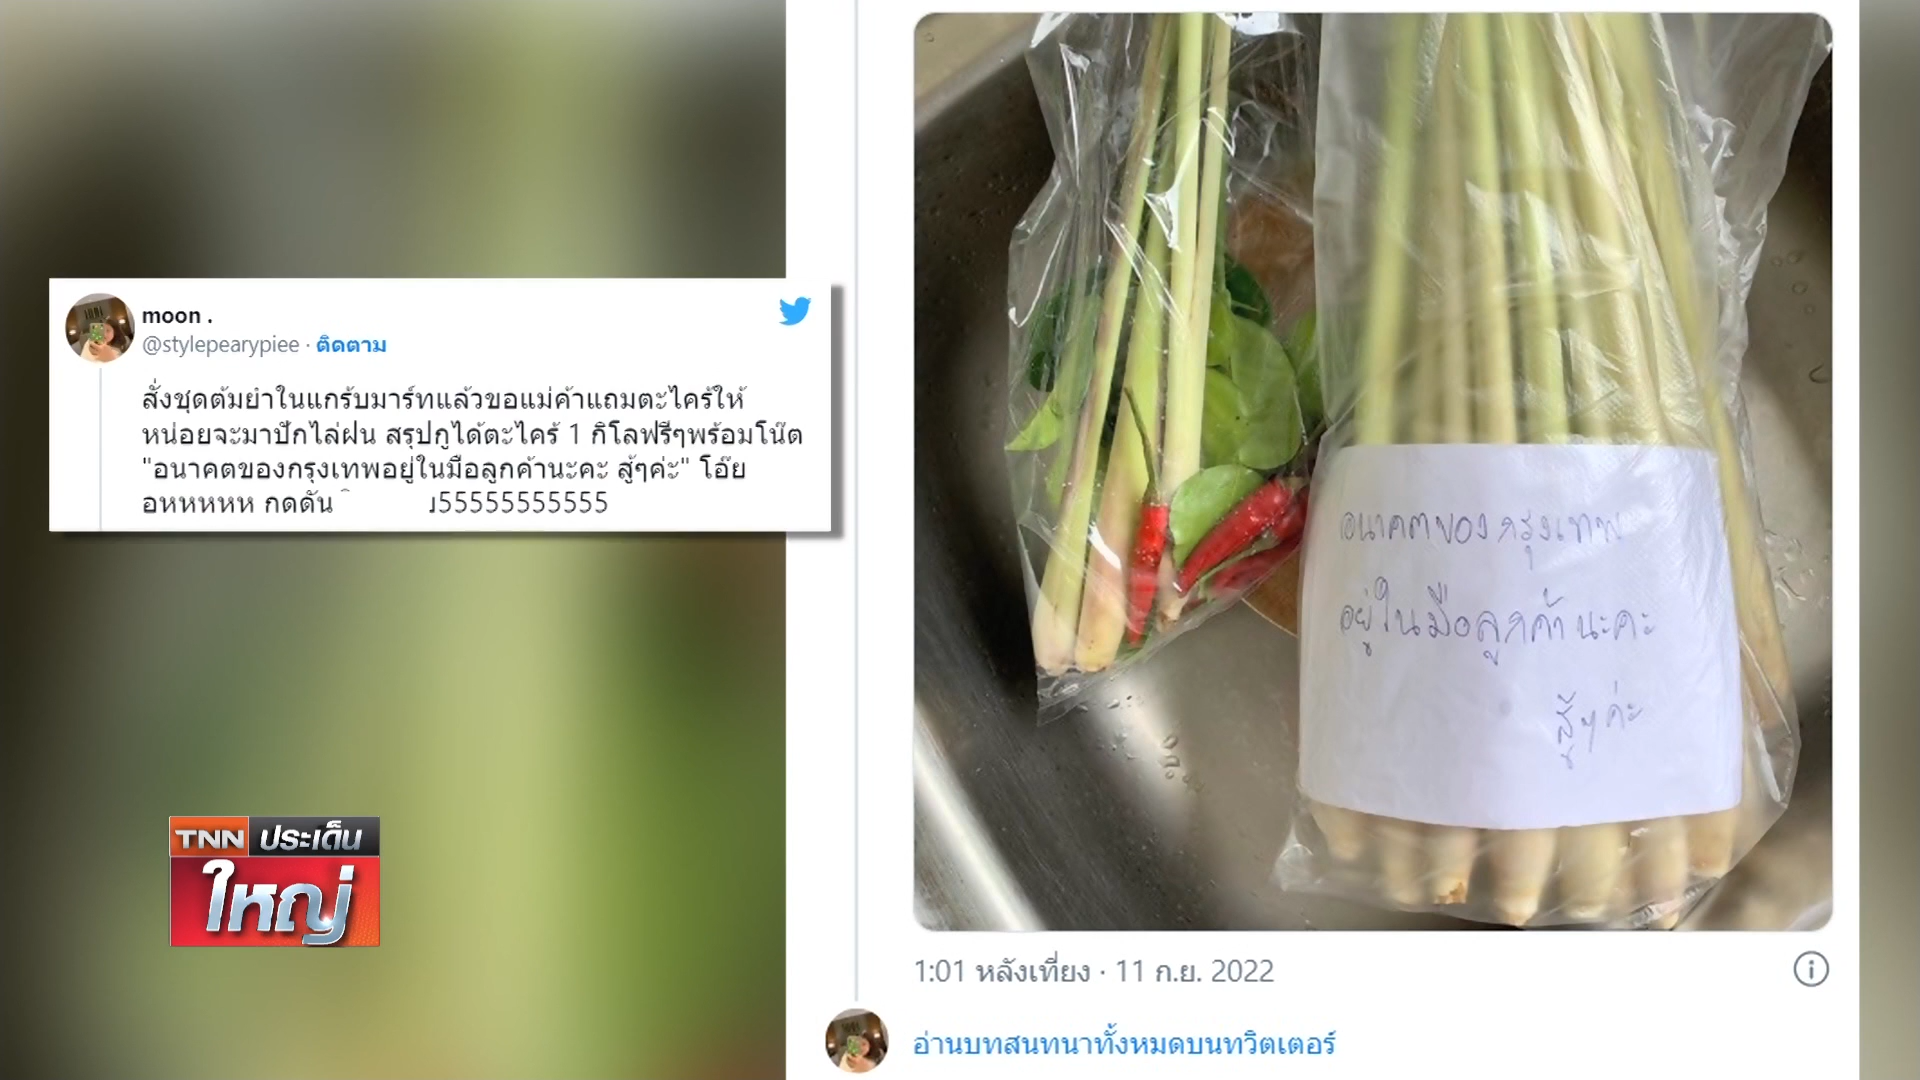 moon .
@stylepearypiee · ติดตาม
สั่งชุดต้มยำในแกร้บมาร์ทแล้วขอแม่ค้าแถมตะไคร้ให้
หน่อยจะมาปักไล่ฝน สรุปกูได้ตะไคร้ 1 กิโลฟรีๆพร้อมโน๊ต
"อนาคตของกรุงเทพอยู่ในมือลูกค้านะคะ สู้ๆค่ะ" โอ๊ย
อหหหหห กดดัน 55555555555
TNN ประเด็น
ใหญ่
อนาคตของกรุงเทพ
อยู่ในมือลูกค้านะคะ
สู้ๆค่ะ
1:01 หลังเที่ยง · 11 ก.ย. 2022
อ่านบทสนทนาทั้งหมดบนทวิตเตอร์